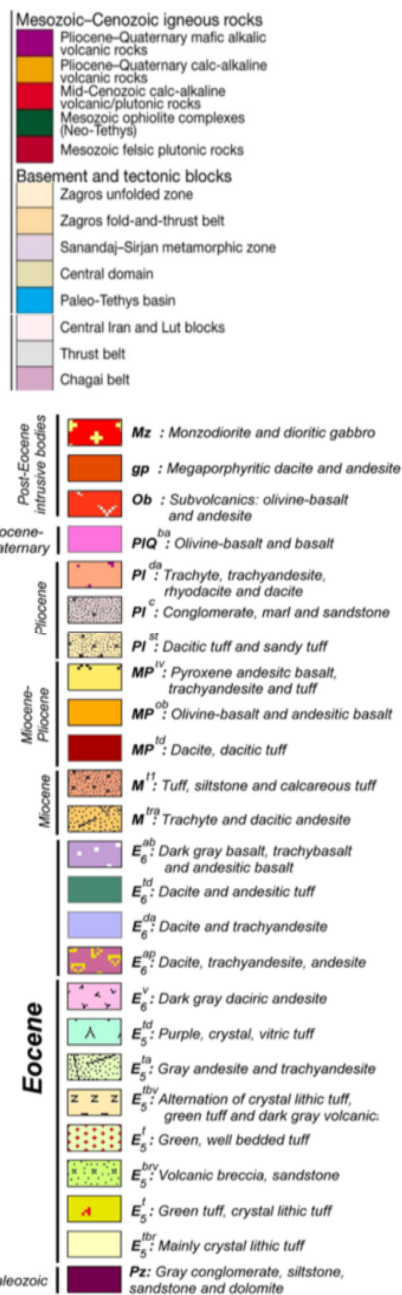 Mesozoic–Cenozoic igneous rocks
Pliocene–Quaternary mafic alkalic
volcanic rocks
Pliocene–Quaternary calc-alkaline
volcanic rocks
Mid-Cenozoic calc-alkaline
volcanic/plutonic rocks
Mesozoic ophiolite complexes
(Neo-Tethys)
Mesozoic felsic plutonic rocks
Basement and tectonic blocks
Zagros unfolded zone
Zagros fold-and-thrust belt
Sanandaj–Sirjan metamorphic zone
Central domain
Paleo-Tethys basin
Central Iran and Lut blocks
Thrust belt
Chagai belt
Post-Eocene
intrusive bodies
Mz : Monzodiorite and dioritic gabbro
gp : Megaporphyritic dacite and andesite
Ob : Subvolcanics: olivine-basalt
and andesite
ocene-
aternary
PlQ ba : Olivine-basalt and basalt
Pliocene
Pl da : Trachyte, trachyandesite,
rhyodacite and dacite
Pl c : Conglomerate, marl and sandstone
Pl st : Dacitic tuff and sandy tuff
Miocene-
Pliocene
MP tv : Pyroxene andesitc basalt,
trachyandesite and tuff
MP ob : Olivine-basalt and andesitic basalt
MP td : Dacite, dacitic tuff
Miocene
M t1 : Tuff, siltstone and calcareous tuff
M tra : Trachyte and dacitic andesite
Eocene
E6 ab : Dark gray basalt, trachybasalt
and andesitic basalt
E6 td : Dacite and andesitic tuff
E6 da : Dacite and trachyandesite
E6 ap : Dacite, trachyandesite, andesite
E6 v : Dark gray daciric andesite
E5 td : Purple, crystal, vitric tuff
E5 ta : Gray andesite and trachyandesite
E5 tbv : Alternation of crystal lithic tuff,
green tuff and dark gray volcanic
E5 t : Green, well bedded tuff
E5 brv : Volcanic breccia, sandstone
E5 t : Green tuff, crystal lithic tuff
E5 tbr : Mainly crystal lithic tuff
aleozoic
Pz: Gray conglomerate, siltstone,
sandstone and dolomite